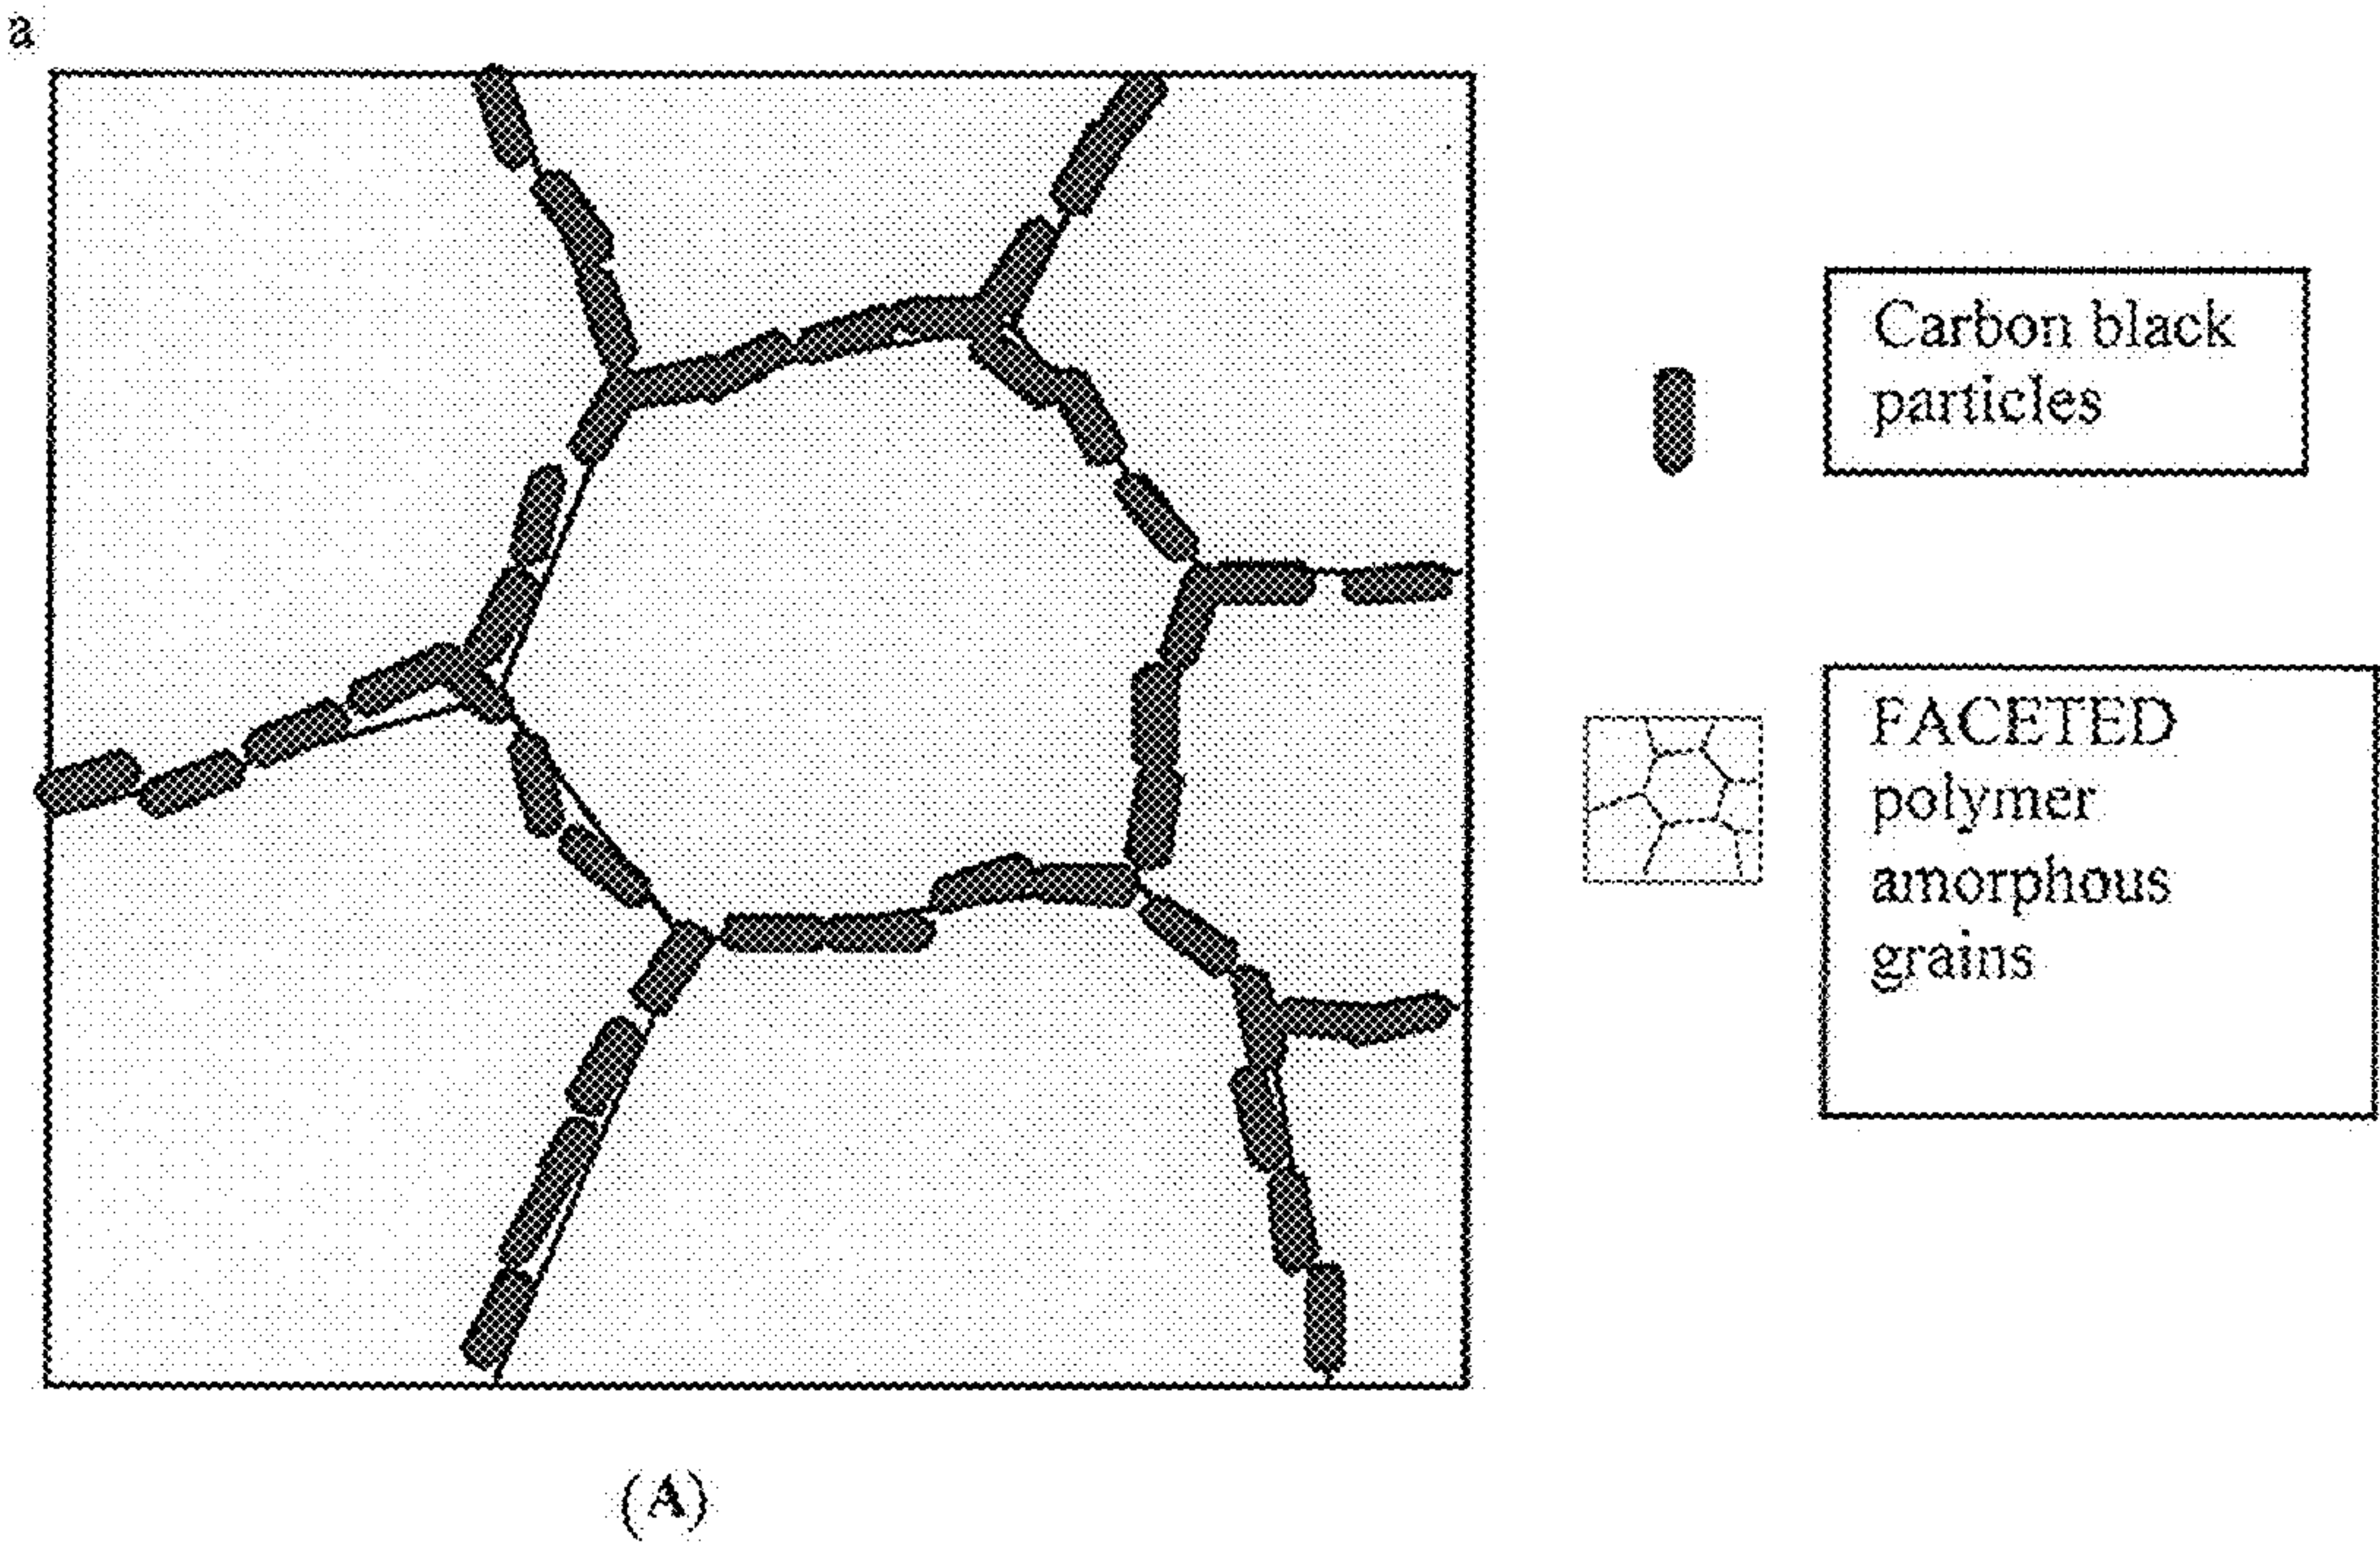 a
Carbon black
particles
FACETED
polymer
amorphous
grains
(A)